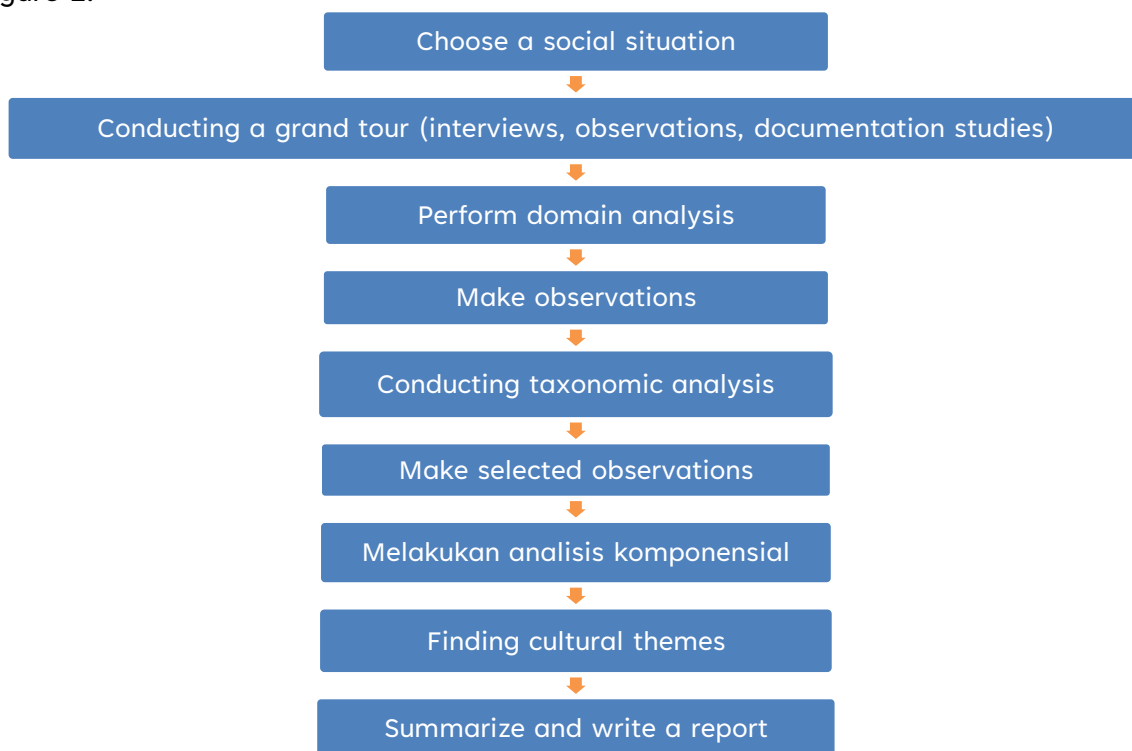 Choose a social situation
Conducting a grand tour (interviews, observations, documentation studies)
Perform domain analysis
Make observations
Conducting taxonomic analysis
Make selected observations
Melakukan analisis komponensial
Finding cultural themes
Summarize and write a report